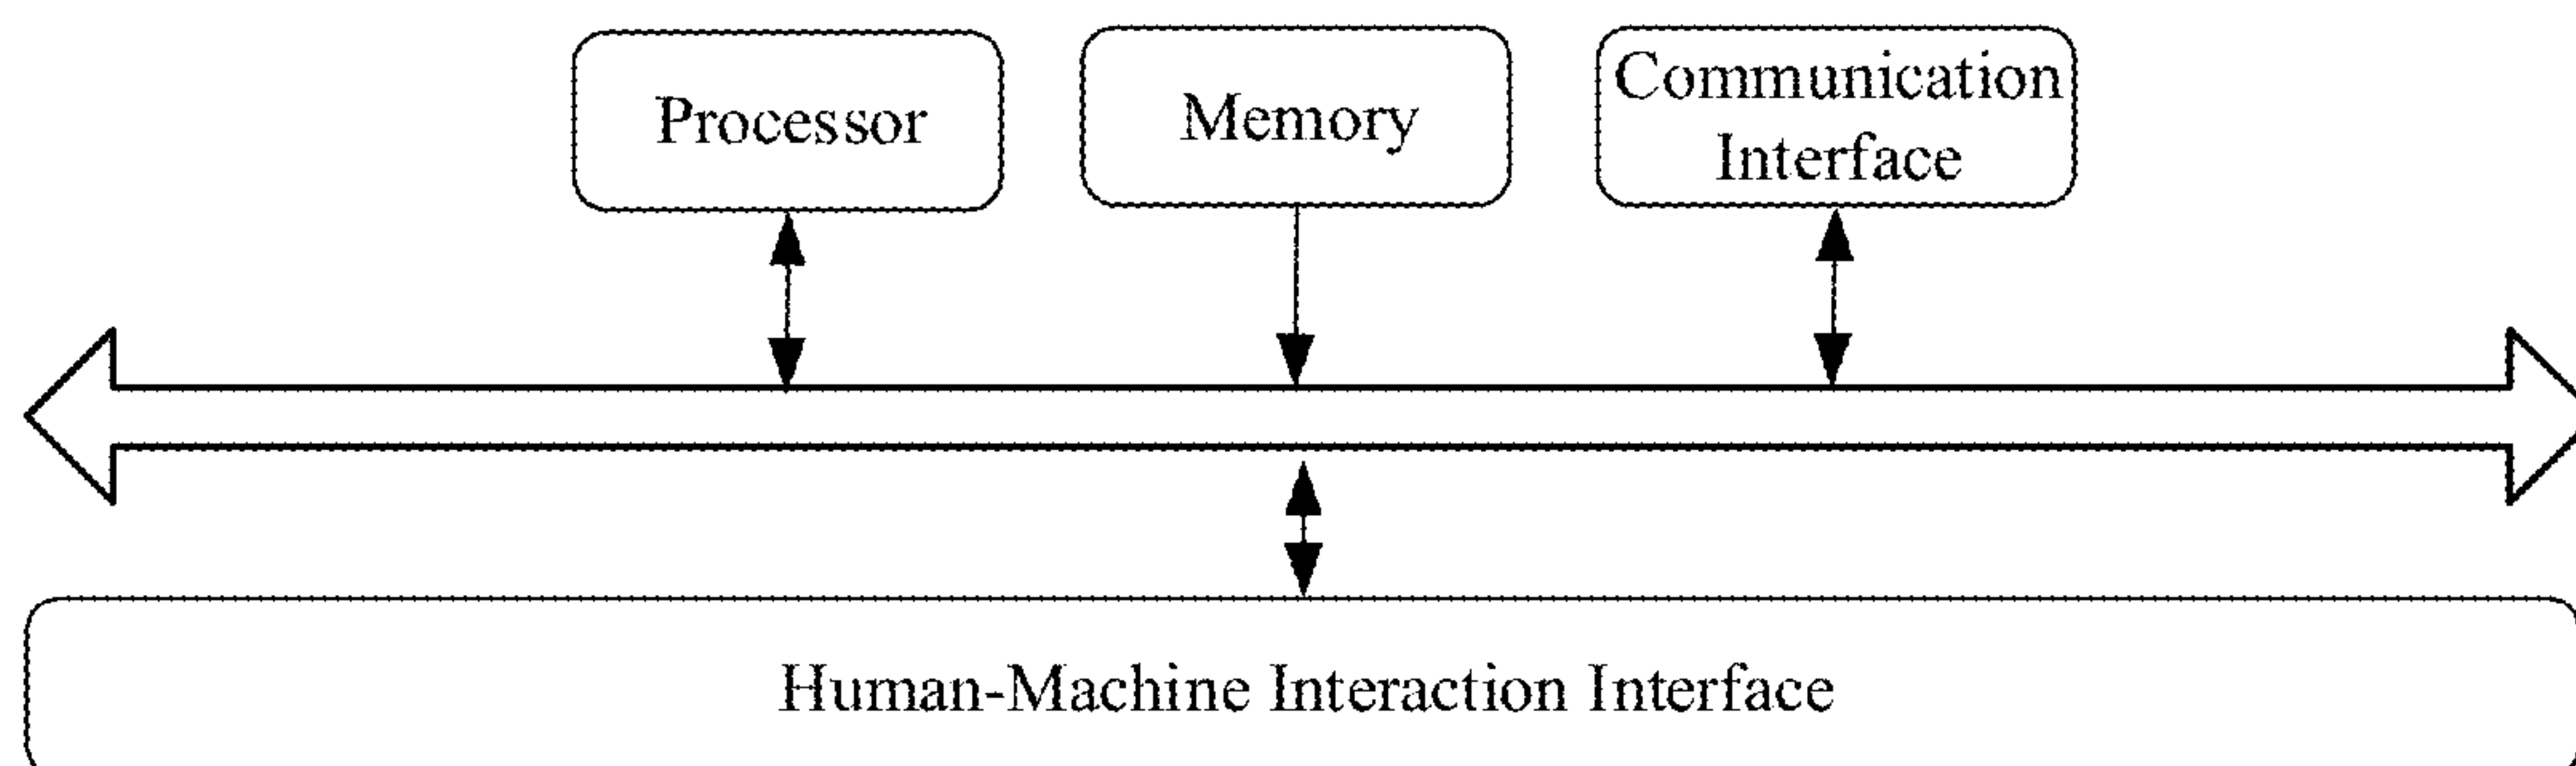 Processor
Memory
Communication
Interface
Human-Machine Interaction Interface